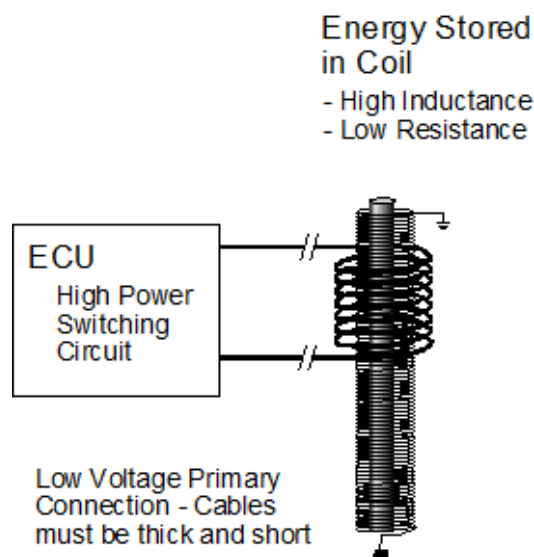 Energy Stored
in Coil
- High Inductance
- Low Resistance
ECU
High Power
Switching
Circuit
Low Voltage Primary
Connection - Cables
must be thick and short